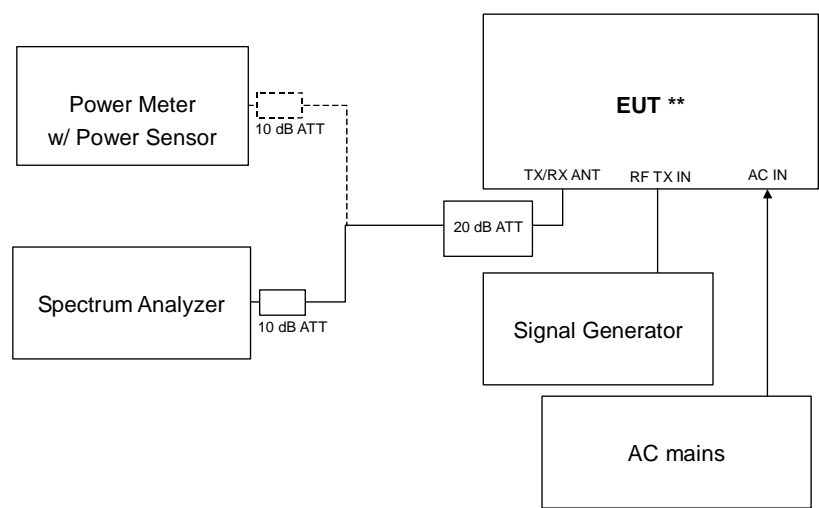 Power Meter
w/ Power Sensor
10 dB ATT
EUT **
TX/RX ANT
RF TX IN
AC IN
20 dB ATT
Spectrum Analyzer
10 dB ATT
Signal Generator
AC mains